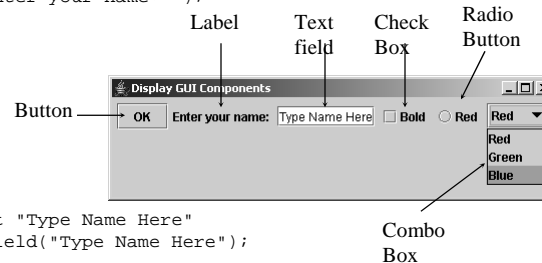 nter your name: ");
Label
Text field
Check Box
Radio Button
Display GUI Components
Button
OK Enter your name: Type Name Here Bold Red Red
Red
Green
Blue
t "Type Name Here"
ield("Type Name Here");
Combo Box